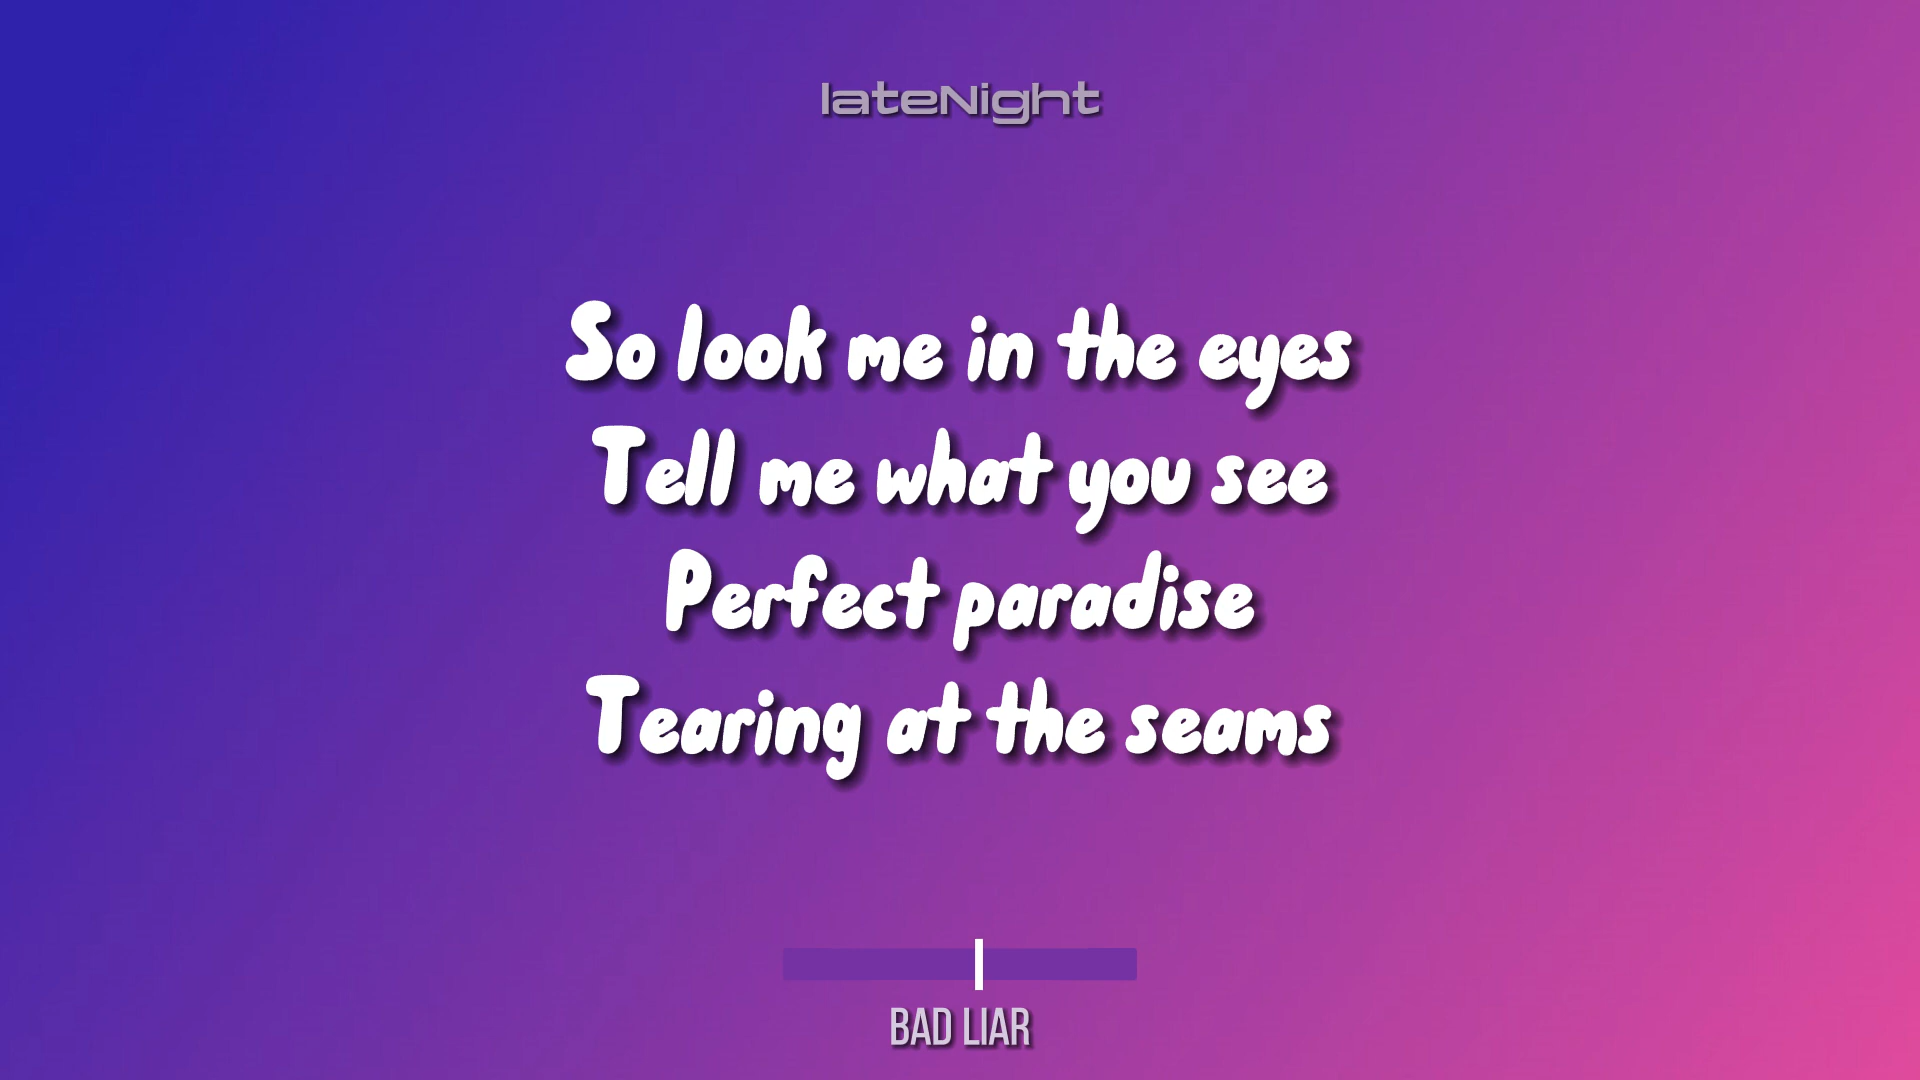 lateNight
So look me in the eyes
Tell me what you see
Perfect paradise
Tearing at the seams
BAD LIAR